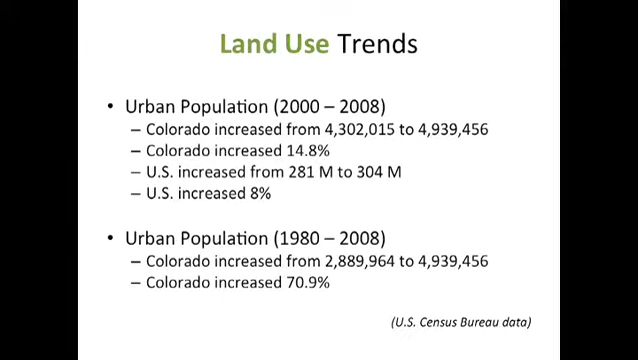 Land Use Trends
• Urban Population (2000 – 2008)
– Colorado increased from 4,302,015 to 4,939,456
– Colorado increased 14.8%
– U.S. increased from 281 M to 304 M
– U.S. increased 8%
• Urban Population (1980 – 2008)
– Colorado increased from 2,889,964 to 4,939,456
– Colorado increased 70.9%
(U.S. Census Bureau data)